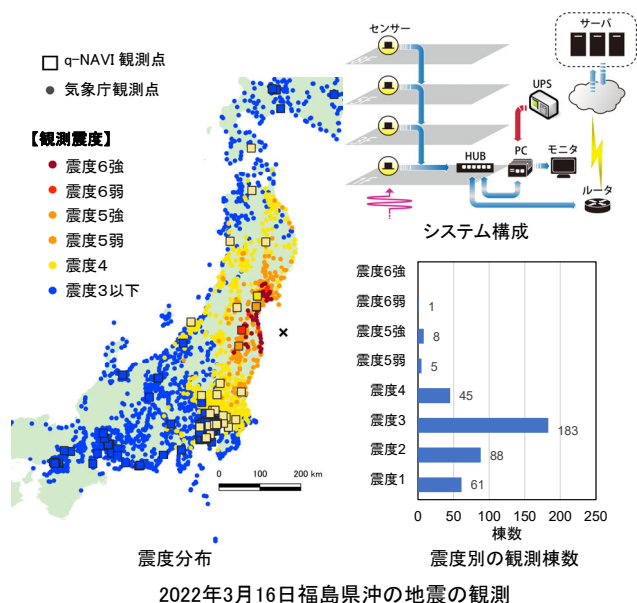 q-NAVI 観測点
気象庁観測点
【観測震度】
震度6強
震度6弱
震度5強
震度5弱
震度4
震度3以下
×
0 100 200 km
震度分布
センサー
サーバ
UPS
HUB
PC
モニタ
ルータ
システム構成
震度6強
震度6弱 1
震度5強 8
震度5弱 5
震度4 45
震度3 183
震度2 88
震度1 61
0 50 100 150 200 250
棟数
震度別の観測棟数
2022年3月16日福島県沖の地震の観測